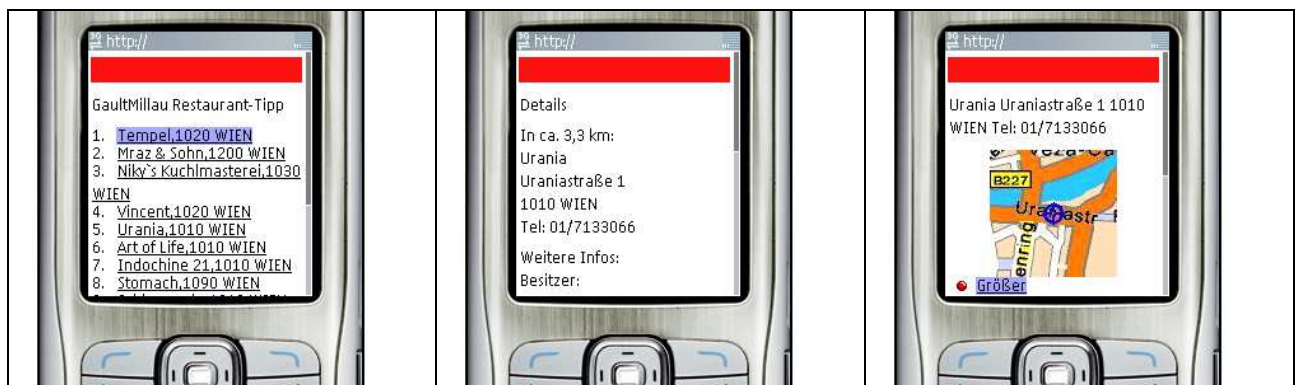 http://
GaultMillau Restaurant-Tipp
1. Tempel,1020 WIEN
2. Mraz & Sohn,1200 WIEN
3. Niky`s Kuchlmasterei,1030
WIEN
4. Vincent,1020 WIEN
5. Urania,1010 WIEN
6. Art of Life,1010 WIEN
7. Indochine 21,1010 WIEN
8. Stomach,1090 WIEN
http://
Details
In ca. 3,3 km:
Urania
Uraniastraße 1
1010 WIEN
Tel: 01/7133066
Weitere Infos:
Besitzer:
http://
Urania Uraniastraße 1 1010
WIEN Tel: 01/7133066
B227
enring
Größer